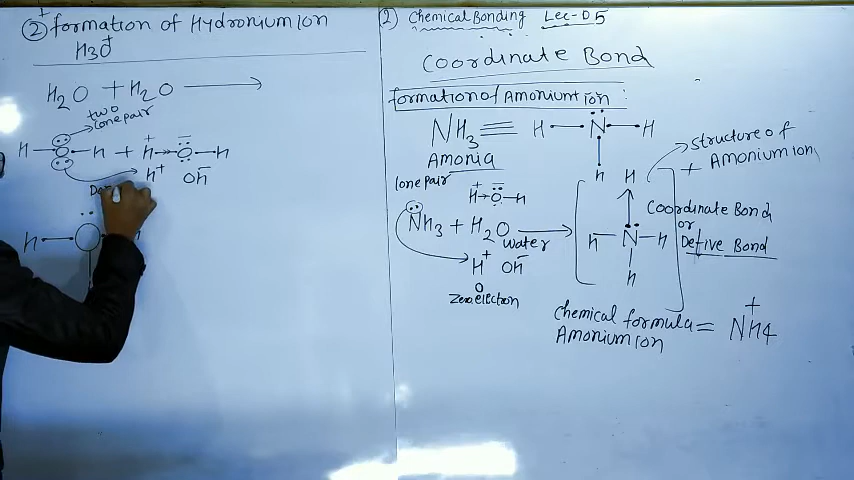 ② formation of Hydronium Ion
H3O+
H2O + H2O ⟶
two
lone pair
H—O—H + H+→O—H
H+ OH−
H
2) Chemical Bonding Lec-05
Coordinate Bond
formation of Amonium ion :
NH3 ≡ H—N—H
H
Amonia
structure of
Amonium ion
lone pair
H+→O—H
NH3 + H2O ⟶
water
H+ OH−
0
Zero election
H +
H—N—H
H
Coordinate Bond
or
Detive Bond
chemical formula = NH4+
Amonium Ion